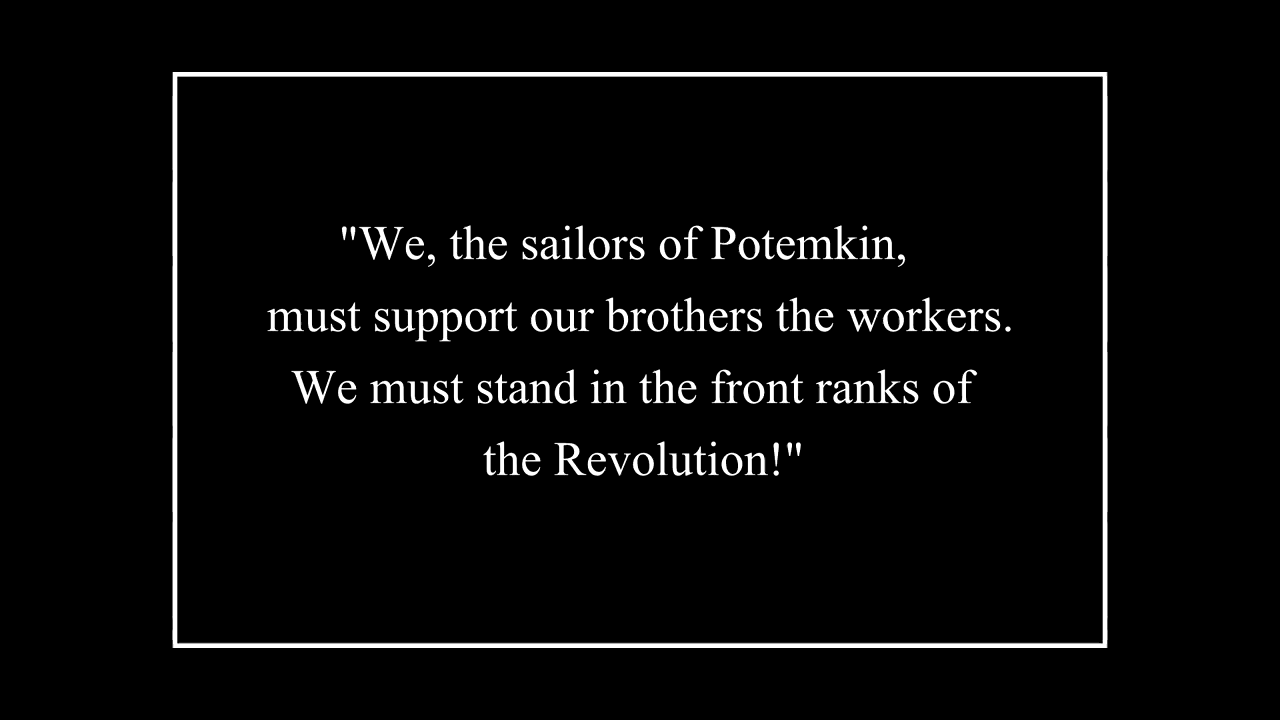 "We, the sailors of Potemkin,
must support our brothers the workers.
We must stand in the front ranks of
the Revolution!"